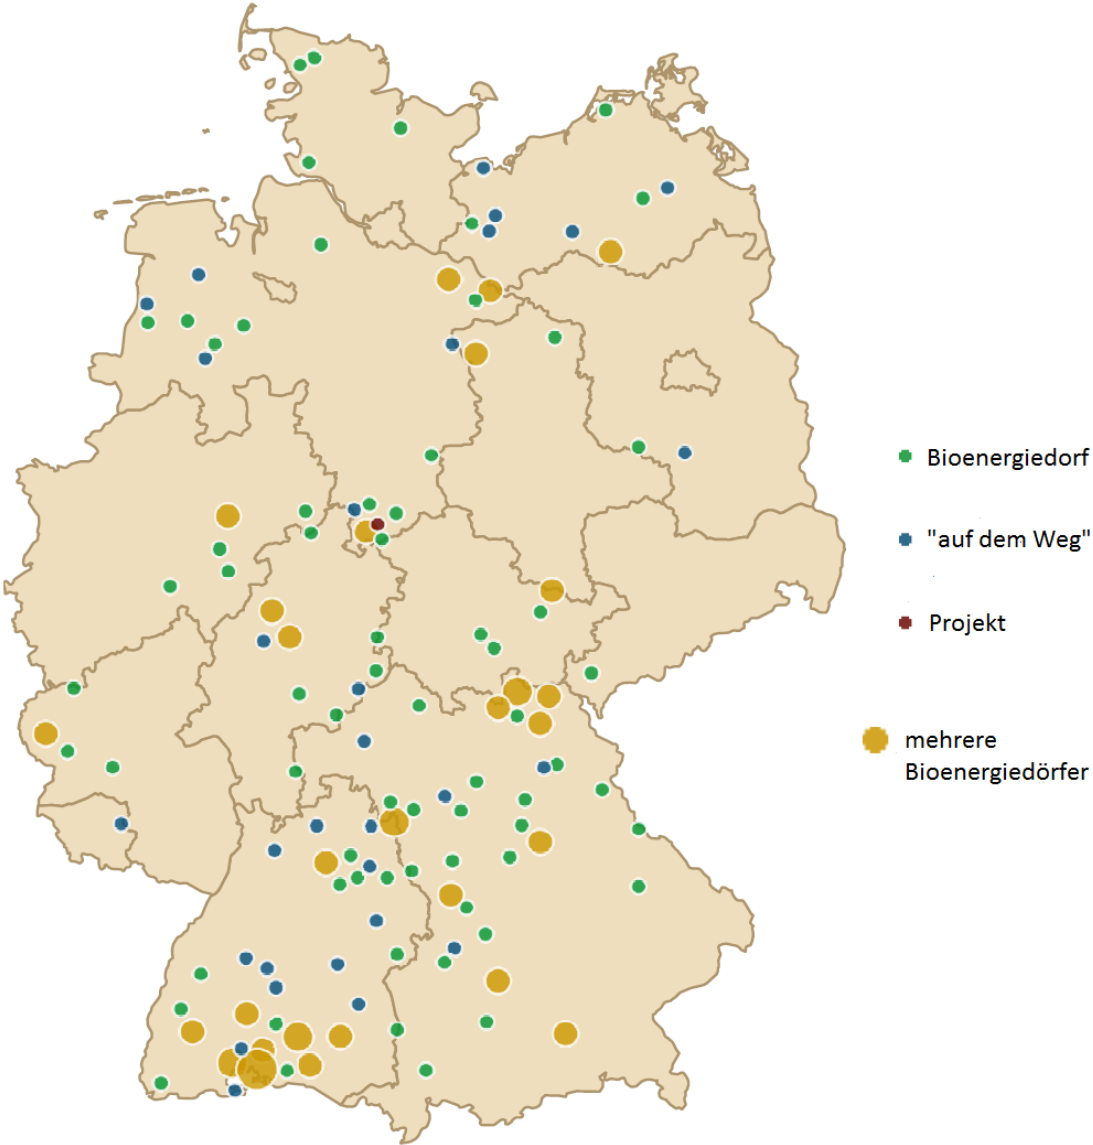 Bioenergiedorf
"auf dem Weg"
Projekt
mehrere
Bioenergiedörfer